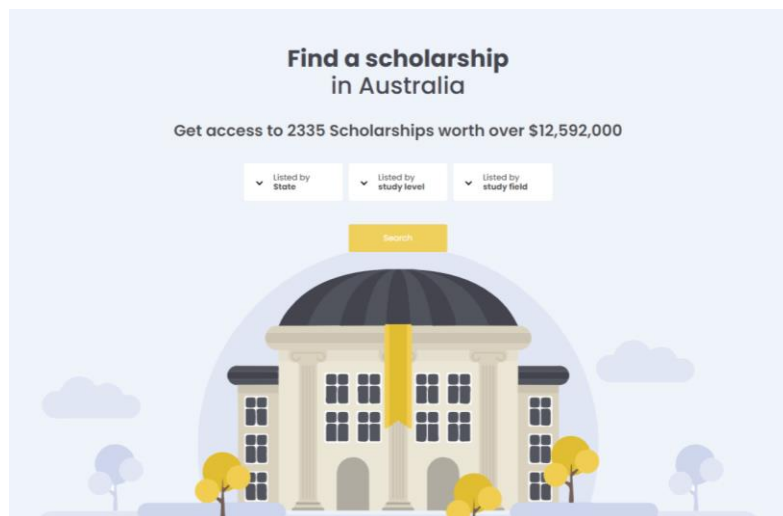 Find a scholarship
in Australia
Get access to 2335 Scholarships worth over $12,592,000
Listed by
State
Listed by
study level
Listed by
study field
Search